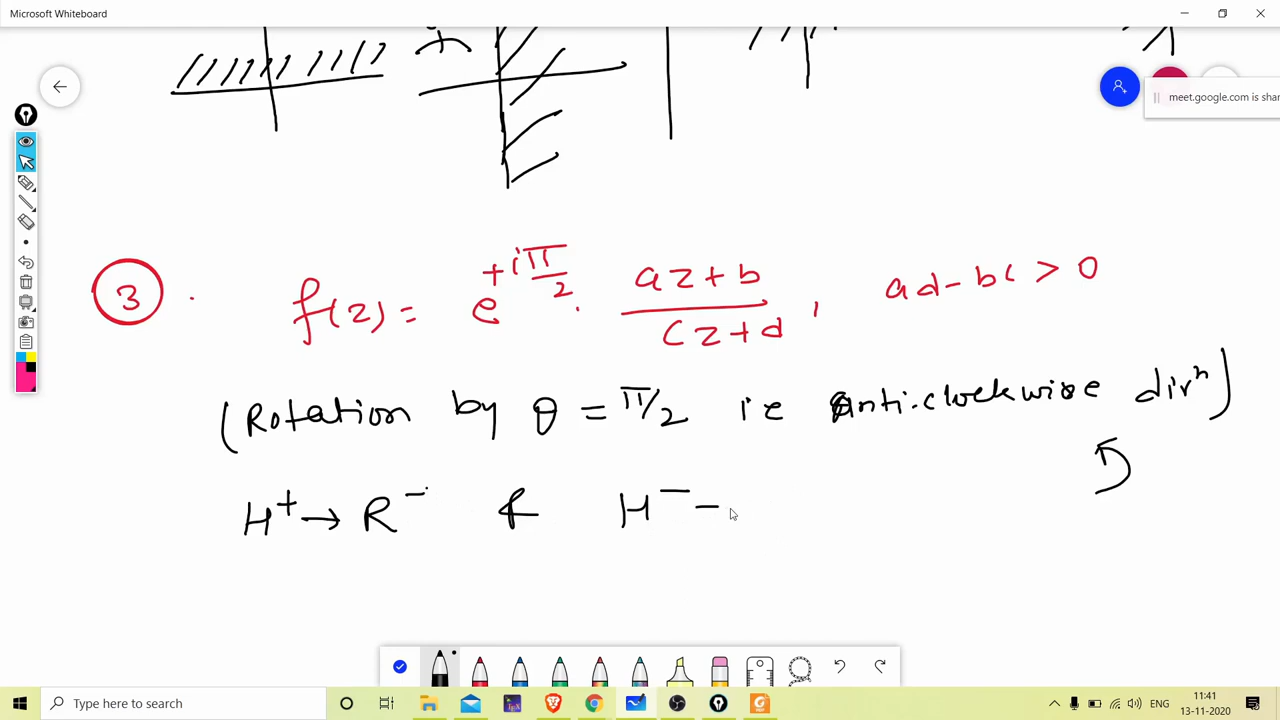 Microsoft Whiteboard
meet.google.com is shar
3. f(z) = e^{+iπ/2} · (az+b)/(cz+d), ad-bc > 0
(Rotation by θ = π/2 ie anti-clockwise dirⁿ)
H⁺ → R⁻ & H⁻ -
Type here to search
ENG
11:41
13-11-2020